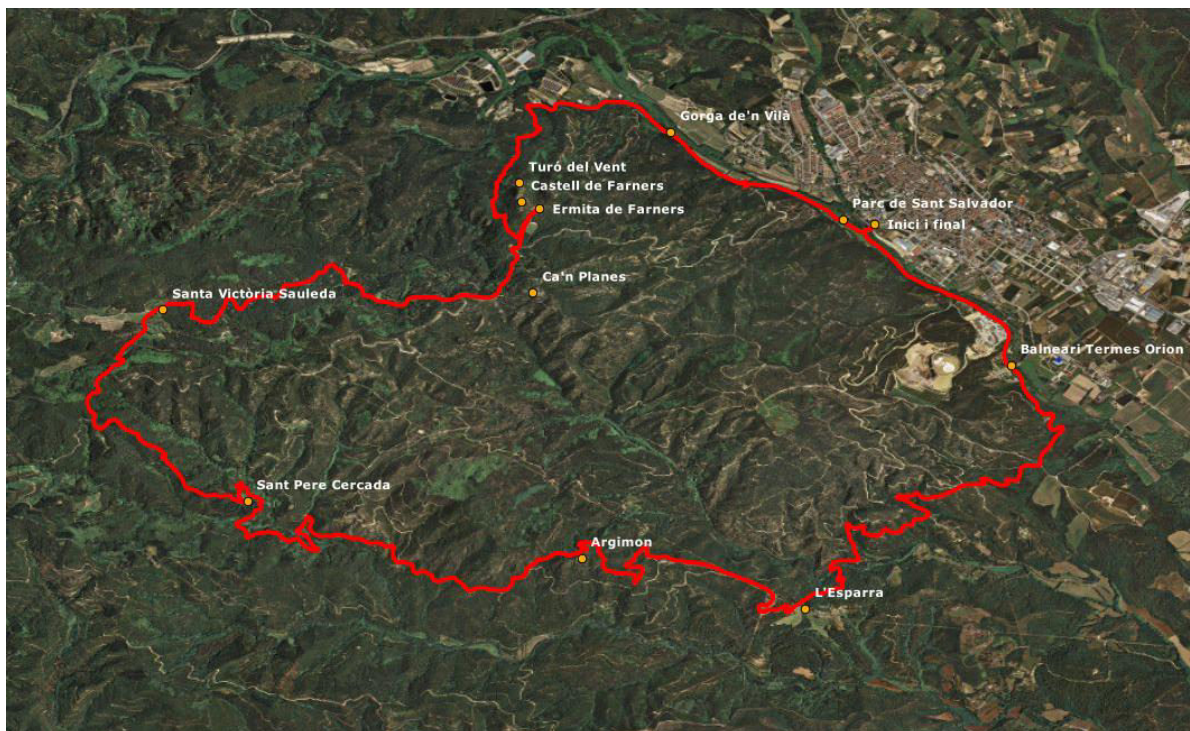 Gorga de'n Vilà
Turó del Vent
Castell de Farners
Ermita de Farners
Parc de Sant Salvador
Inici i final
Ca'n Planes
Santa Victòria Sauleda
Balneari Termes Orion
Sant Pere Cercada
Argimon
L'Esparra